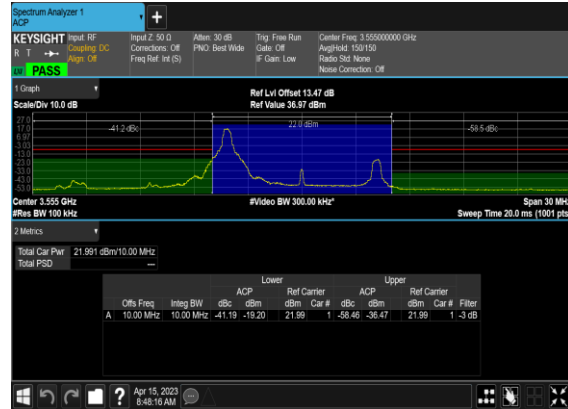 Spectrum Analyzer 1
ACP
KEYSIGHT Input: RF Input Z: 50 Ω Atten: 30 dB Trig: Free Run Center Freq: 3.555000000 GHz
R T Coupling: DC Corrections: Off PNO: Best Wide Gate: Off Avg|Hold: 150/150
Align: Off Freq Ref: Int (S) IF Gain: Low Radio Std: None
PASS Noise Correction: Off
1 Graph
Ref Lvl Offset 13.47 dB
Scale/Div 10.0 dB Ref Value 36.97 dBm
27.0
17.0 -41.2 dBc 22.0 dBm -58.5 dBc
6.97
-3.03
-13.0
-23.0
-33.0
-43.0
-53.0
Center 3.555 GHz #Video BW 300.00 kHz* Span 30 MHz
#Res BW 100 kHz Sweep Time 20.0 ms (1001 pts
2 Metrics
Total Car Pwr 21.991 dBm/10.00 MHz
Total PSD ---
Lower Upper
ACP Ref Carrier ACP Ref Carrier
Offs Freq Integ BW dBc dBm dBm Car # dBc dBm dBm Car # Filter
A 10.00 MHz 10.00 MHz -41.19 -19.20 21.99 1 -58.46 -36.47 21.99 1 -3 dB
? Apr 15, 2023
8:48:16 AM